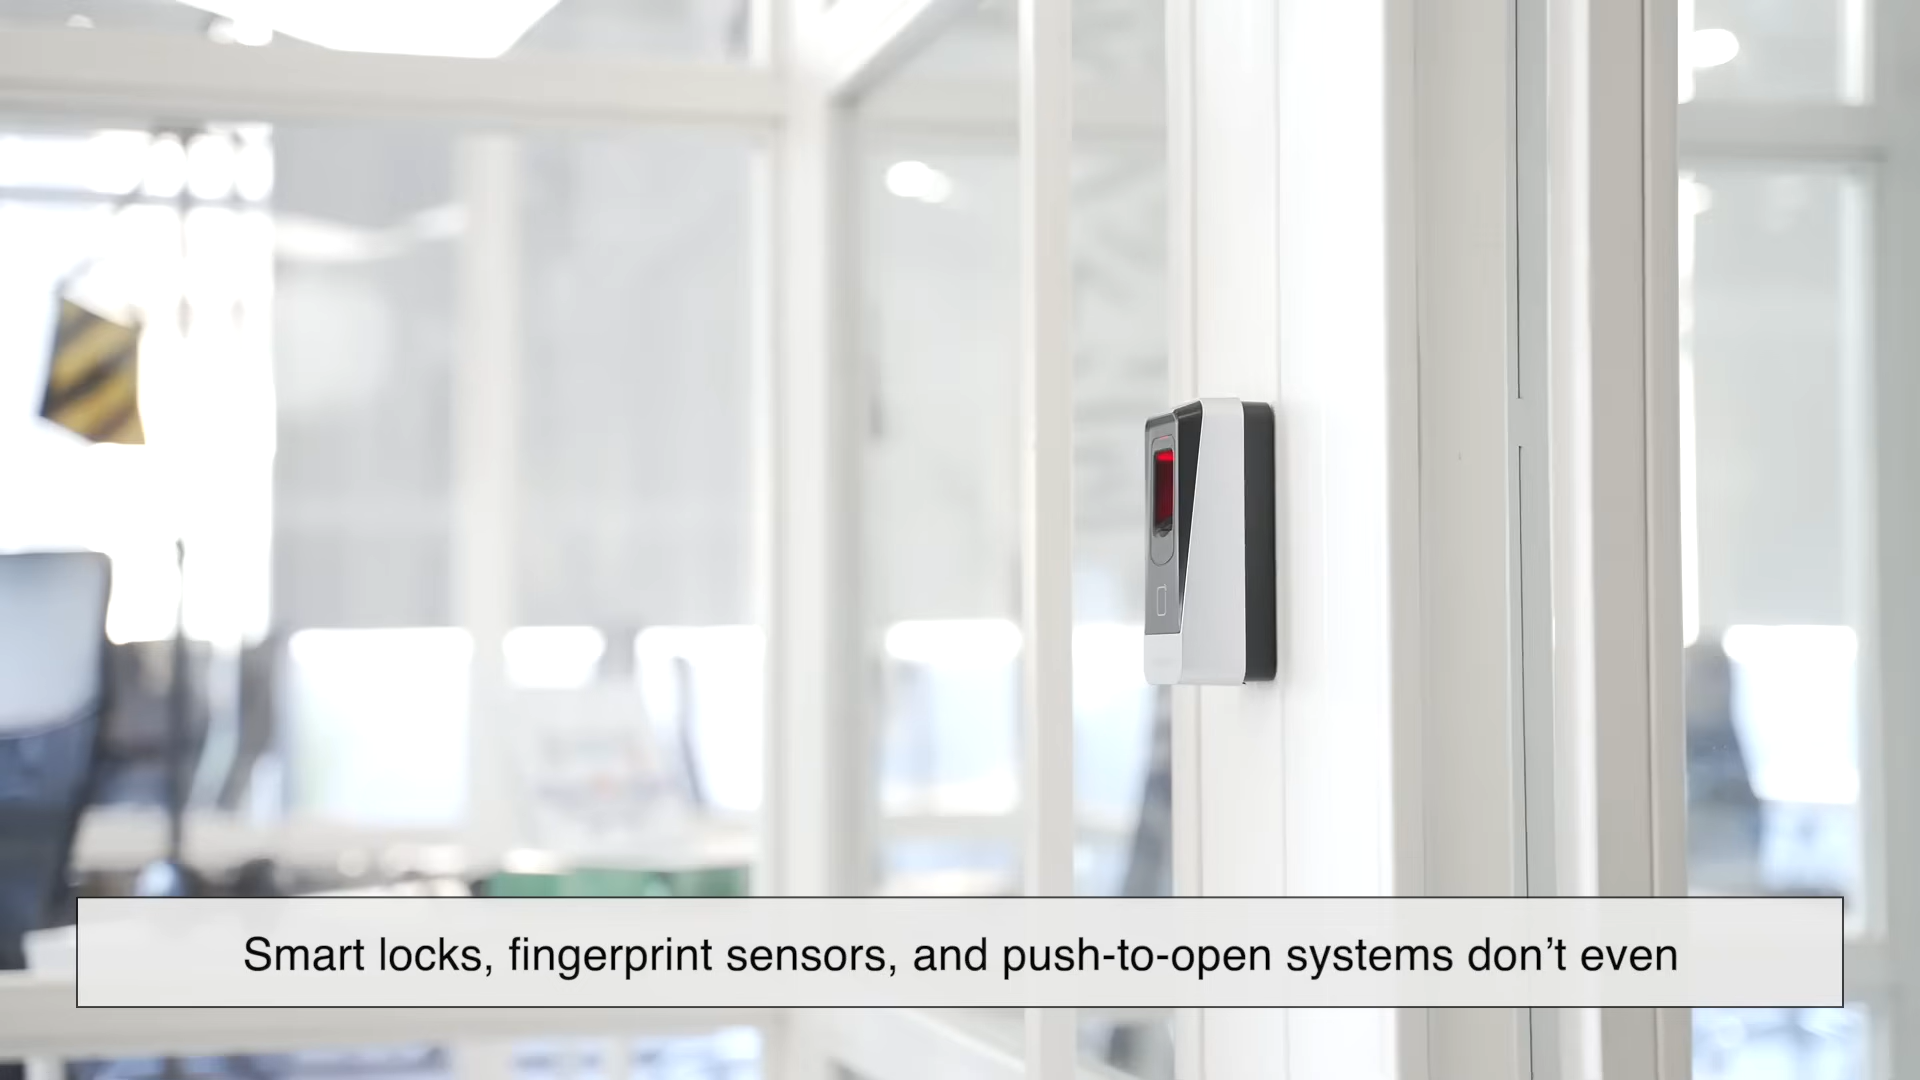 Smart locks, fingerprint sensors, and push-to-open systems don’t even